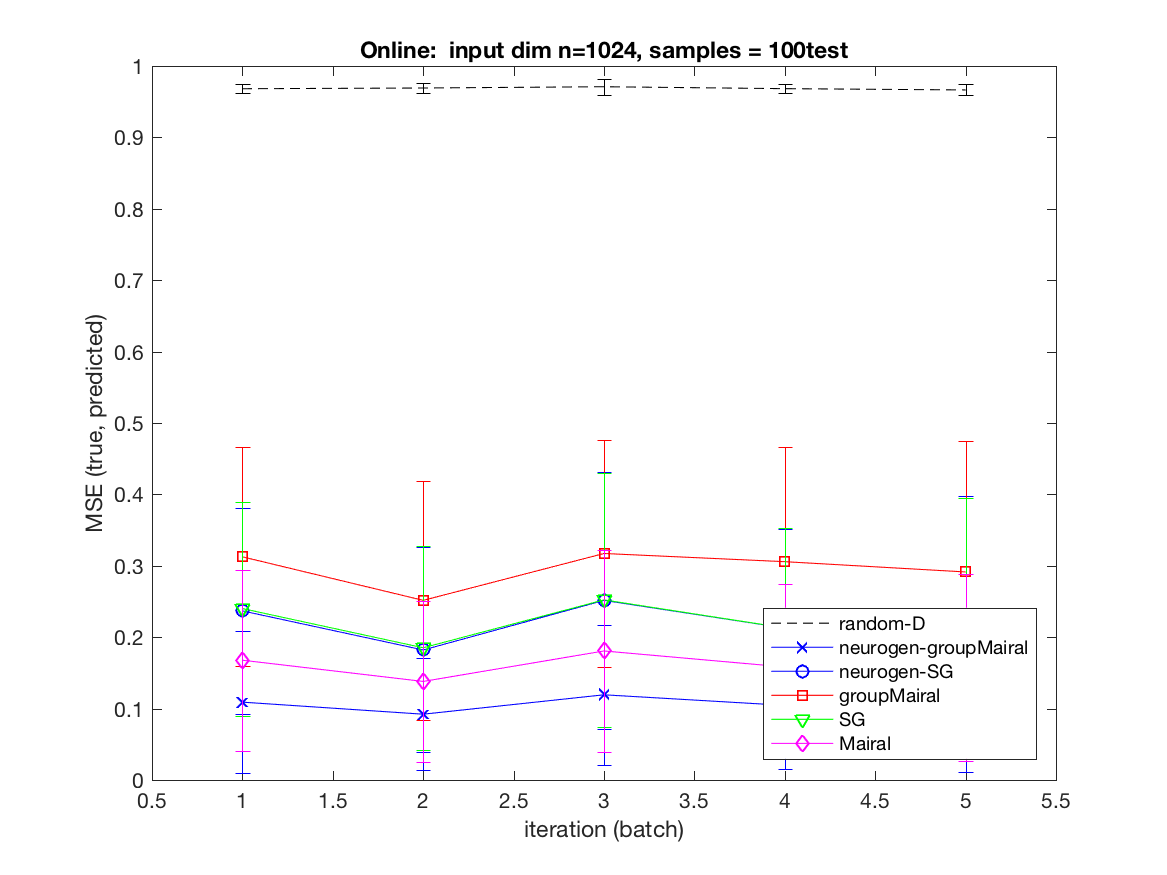 Online:  input dim n=1024, samples = 100test
MSE (true, predicted)
1
0.9
0.8
0.7
0.6
0.5
0.4
0.3
0.2
0.1
0
0.5
1
1.5
2
2.5
3
3.5
4
4.5
5
5.5
iteration (batch)
random-D
neurogen-groupMairal
neurogen-SG
groupMairal
SG
Mairal